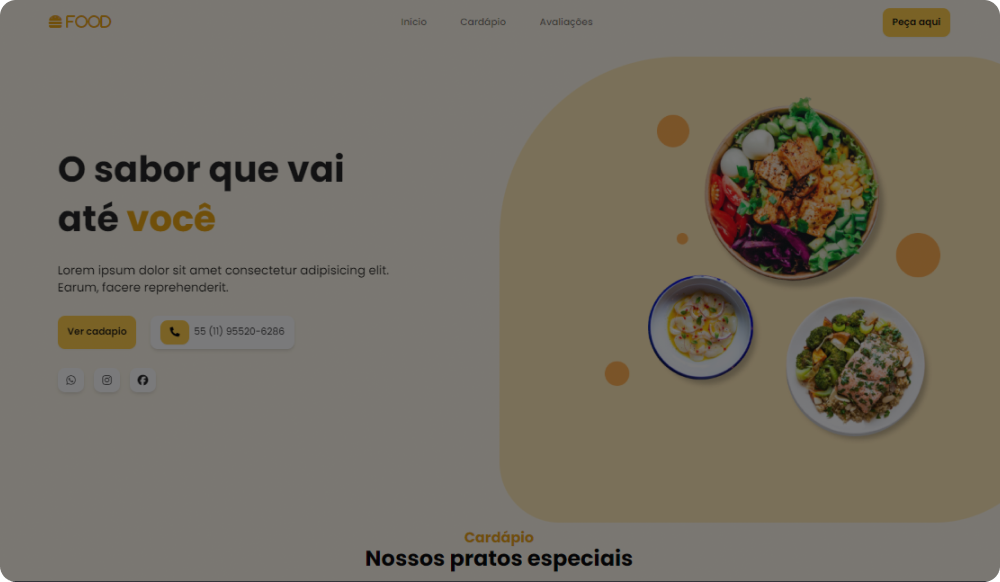 FOOD
Inicio Cardápio Avaliações
Peça aqui
O sabor que vai
até você
Lorem ipsum dolor sit amet consectetur adipisicing elit.
Earum, facere reprehenderit.
Ver cadapio
55 (11) 95520-6286
Cardápio
Nossos pratos especiais